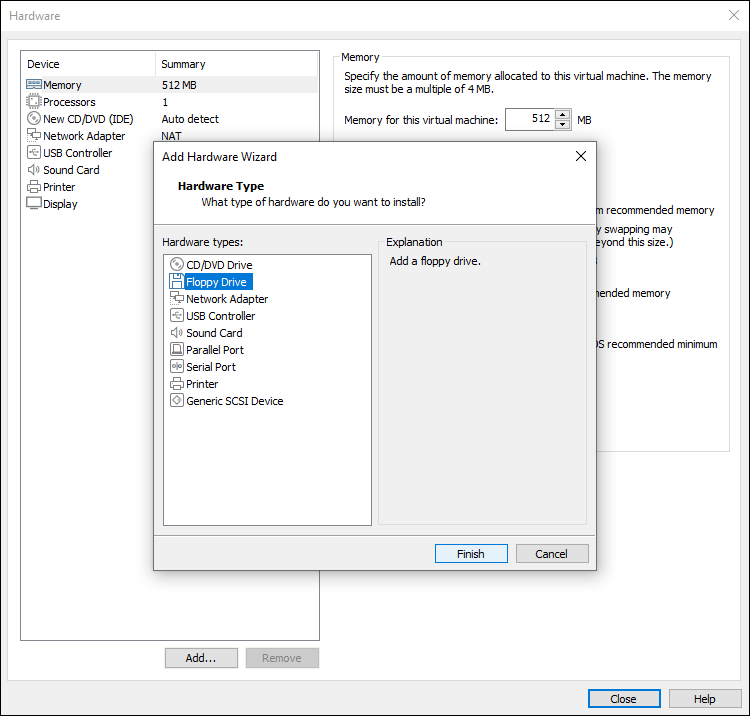 Hardware
Device Summary
Memory 512 MB
Processors 1
New CD/DVD (IDE) Auto detect
Network Adapter NAT
USB Controller
Sound Card
Printer
Display
Add...
Remove
Memory
Specify the amount of memory allocated to this virtual machine. The memory
size must be a multiple of 4 MB.
Memory for this virtual machine: 512 MB
recommended memory
swapping may
beyond this size.)
memory
recommended minimum
Add Hardware Wizard
Hardware Type
What type of hardware do you want to install?
Hardware types:
CD/DVD Drive
Floppy Drive
Network Adapter
USB Controller
Sound Card
Parallel Port
Serial Port
Printer
Generic SCSI Device
Explanation
Add a floppy drive.
Finish
Cancel
Close
Help